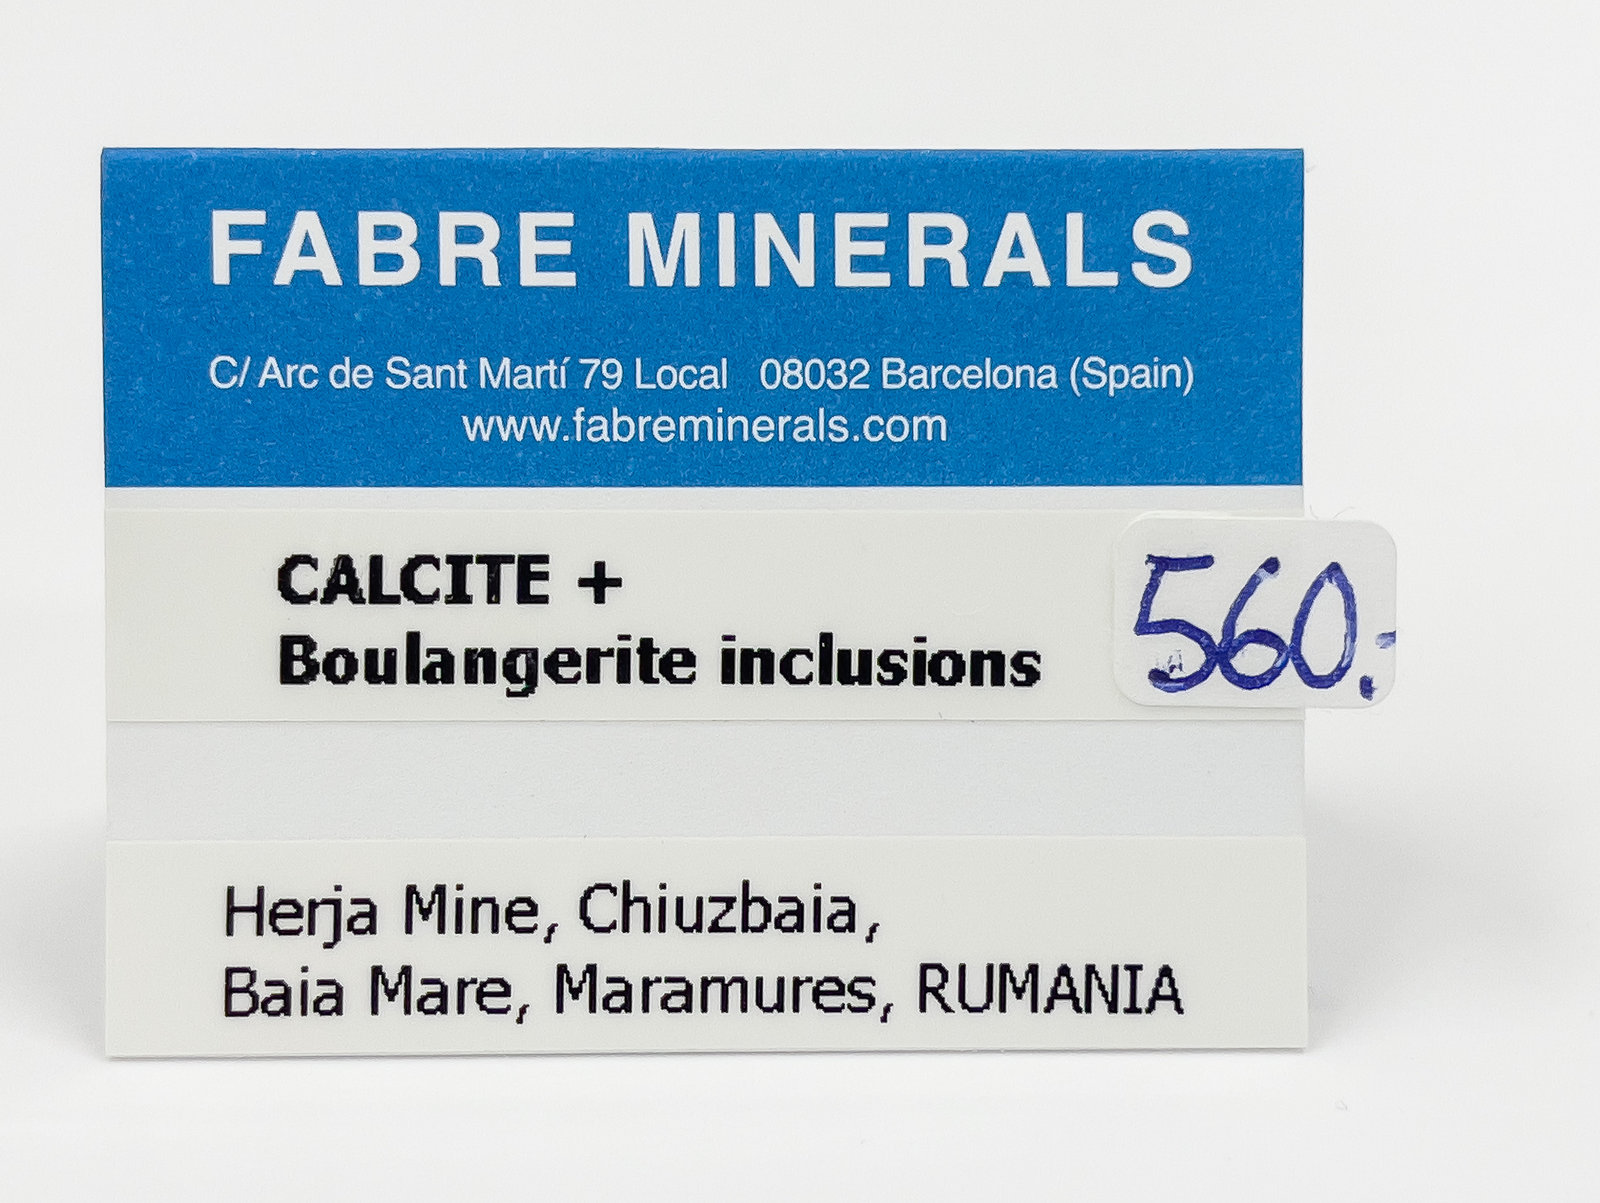 FABRE MINERALS
C/ Arc de Sant Martí 79 Local   08032 Barcelona (Spain)
www.fabreminerals.com
CALCITE +
Boulangerite inclusions
560.-
Herja Mine, Chiuzbaia,
Baia Mare, Maramures, RUMANIA